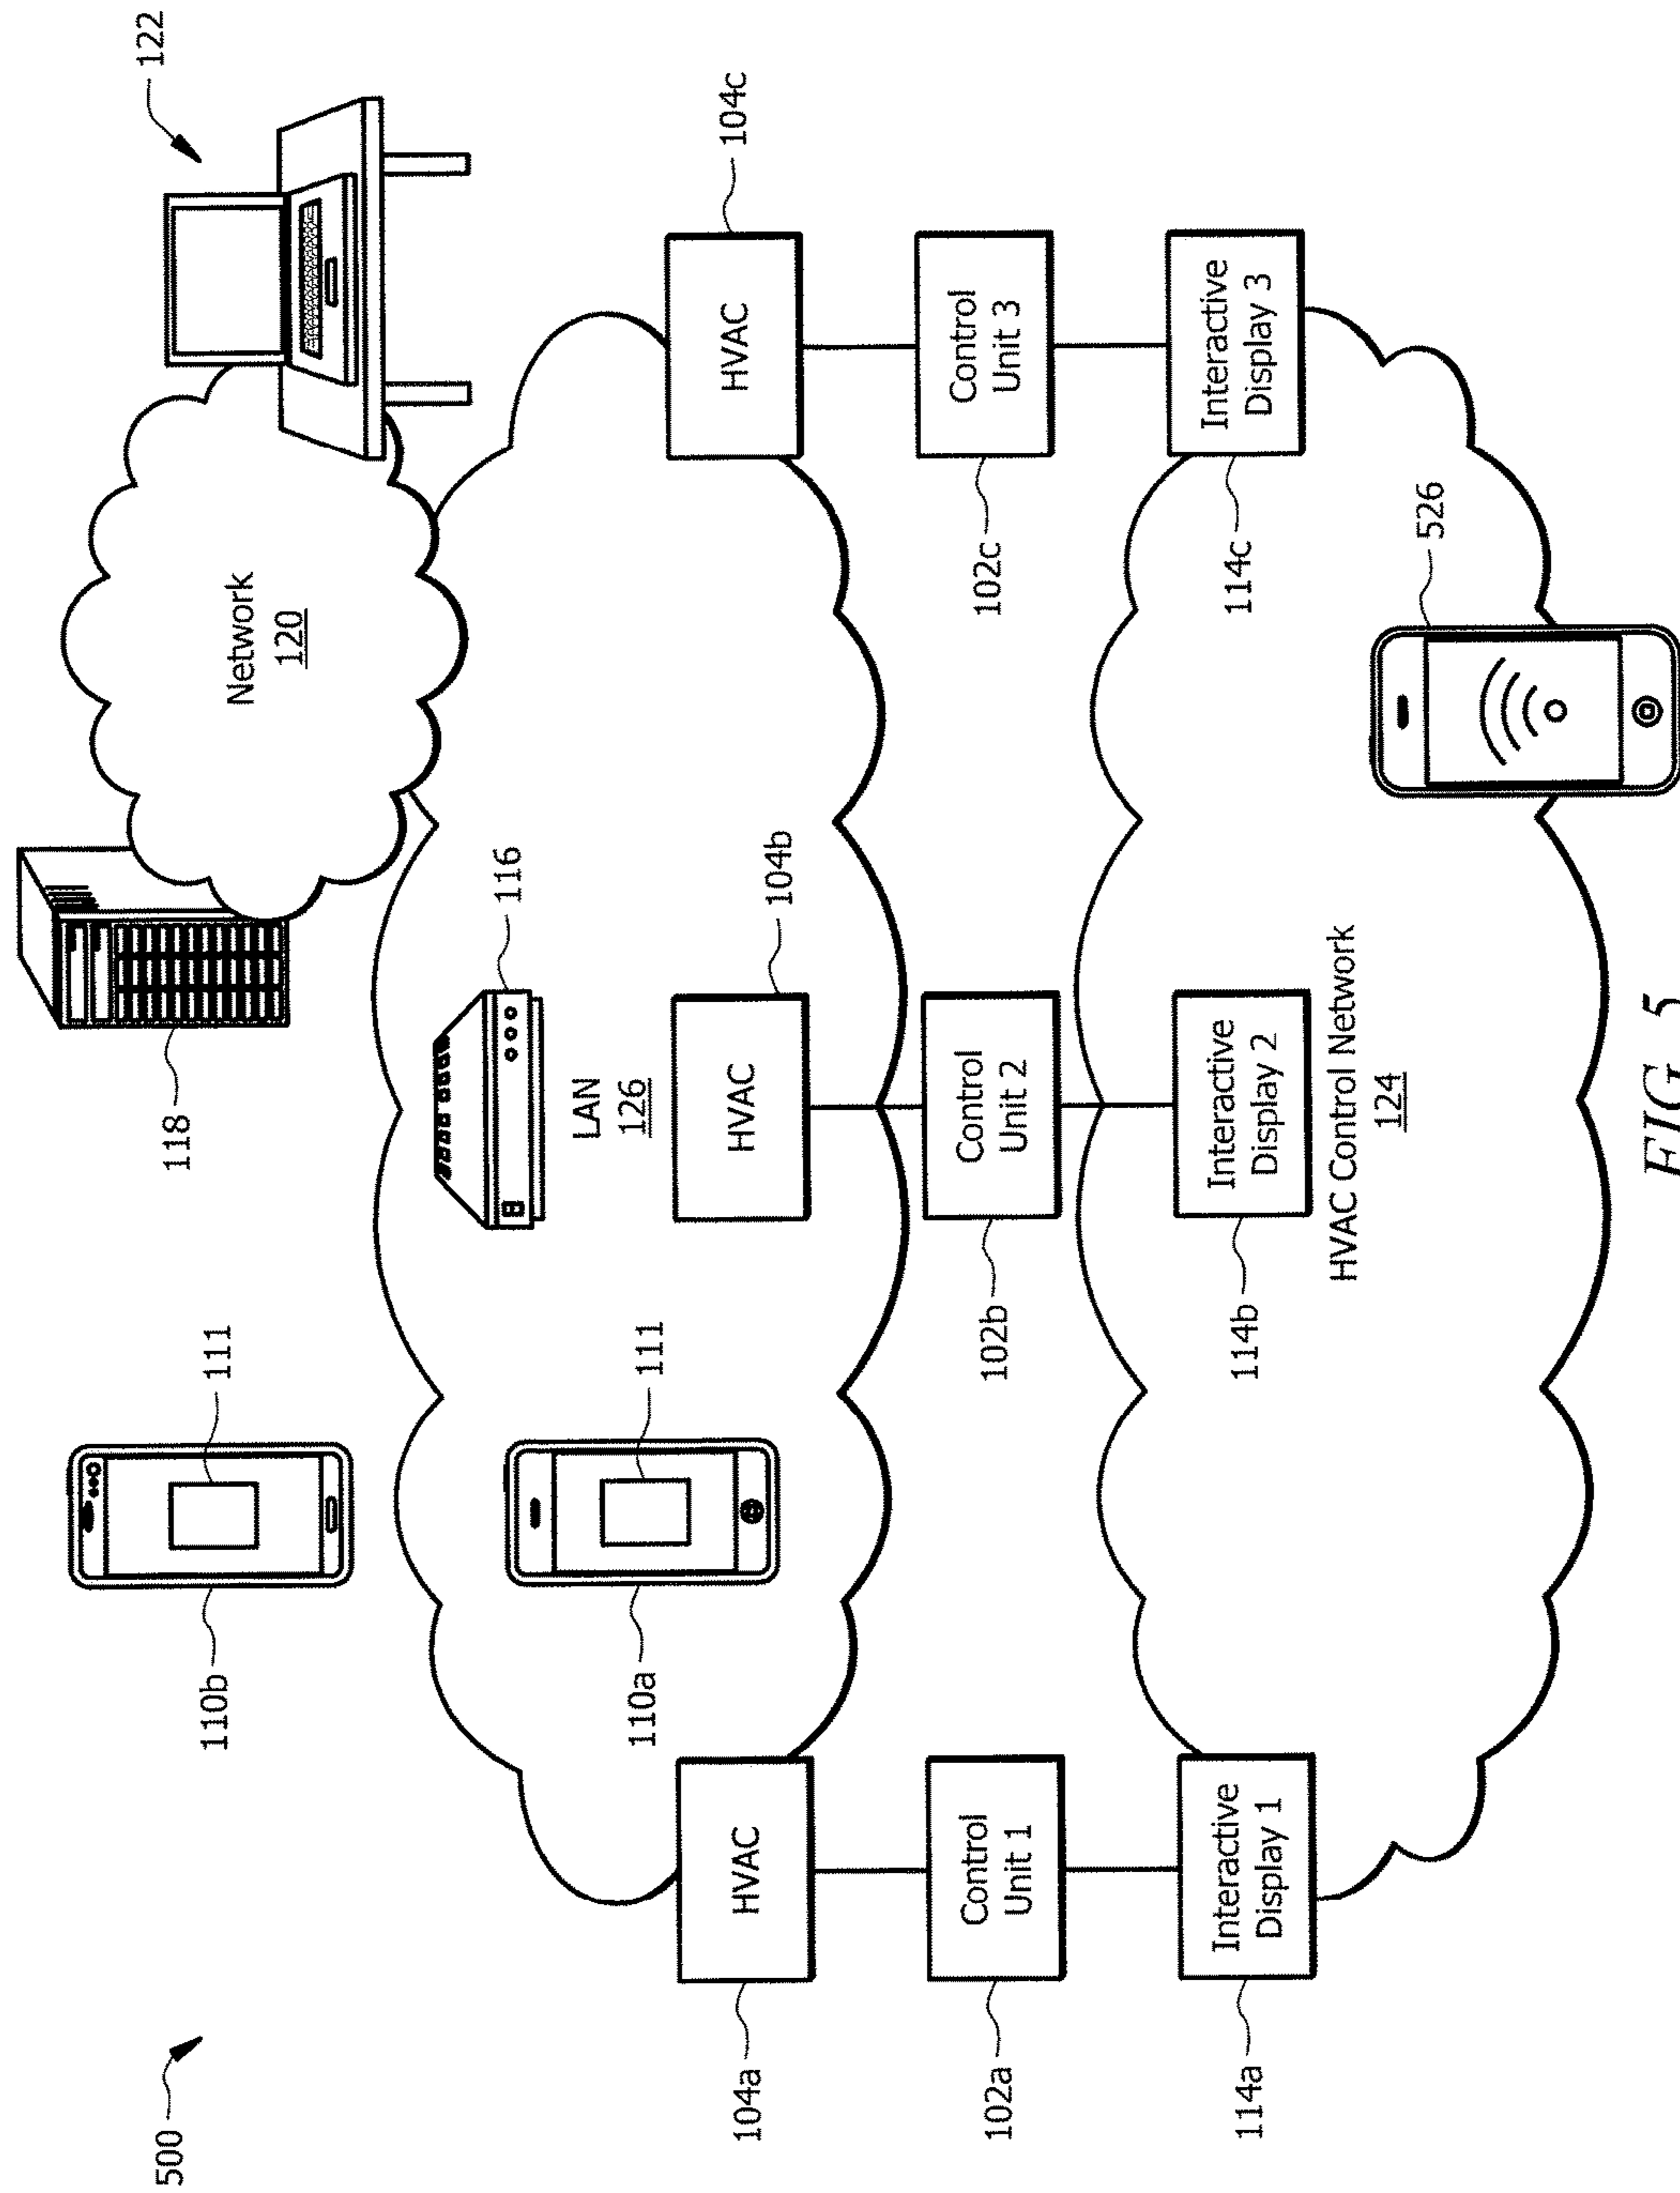 500
118
Network
120
122
110b
111
116
LAN
126
110a
111
104a
HVAC
104b
HVAC
104c
HVAC
102a
Control
Unit 1
102b
Control
Unit 2
102c
Control
Unit 3
114a
Interactive
Display 1
114b
Interactive
Display 2
114c
Interactive
Display 3
HVAC Control Network
124
526
FIG. 5